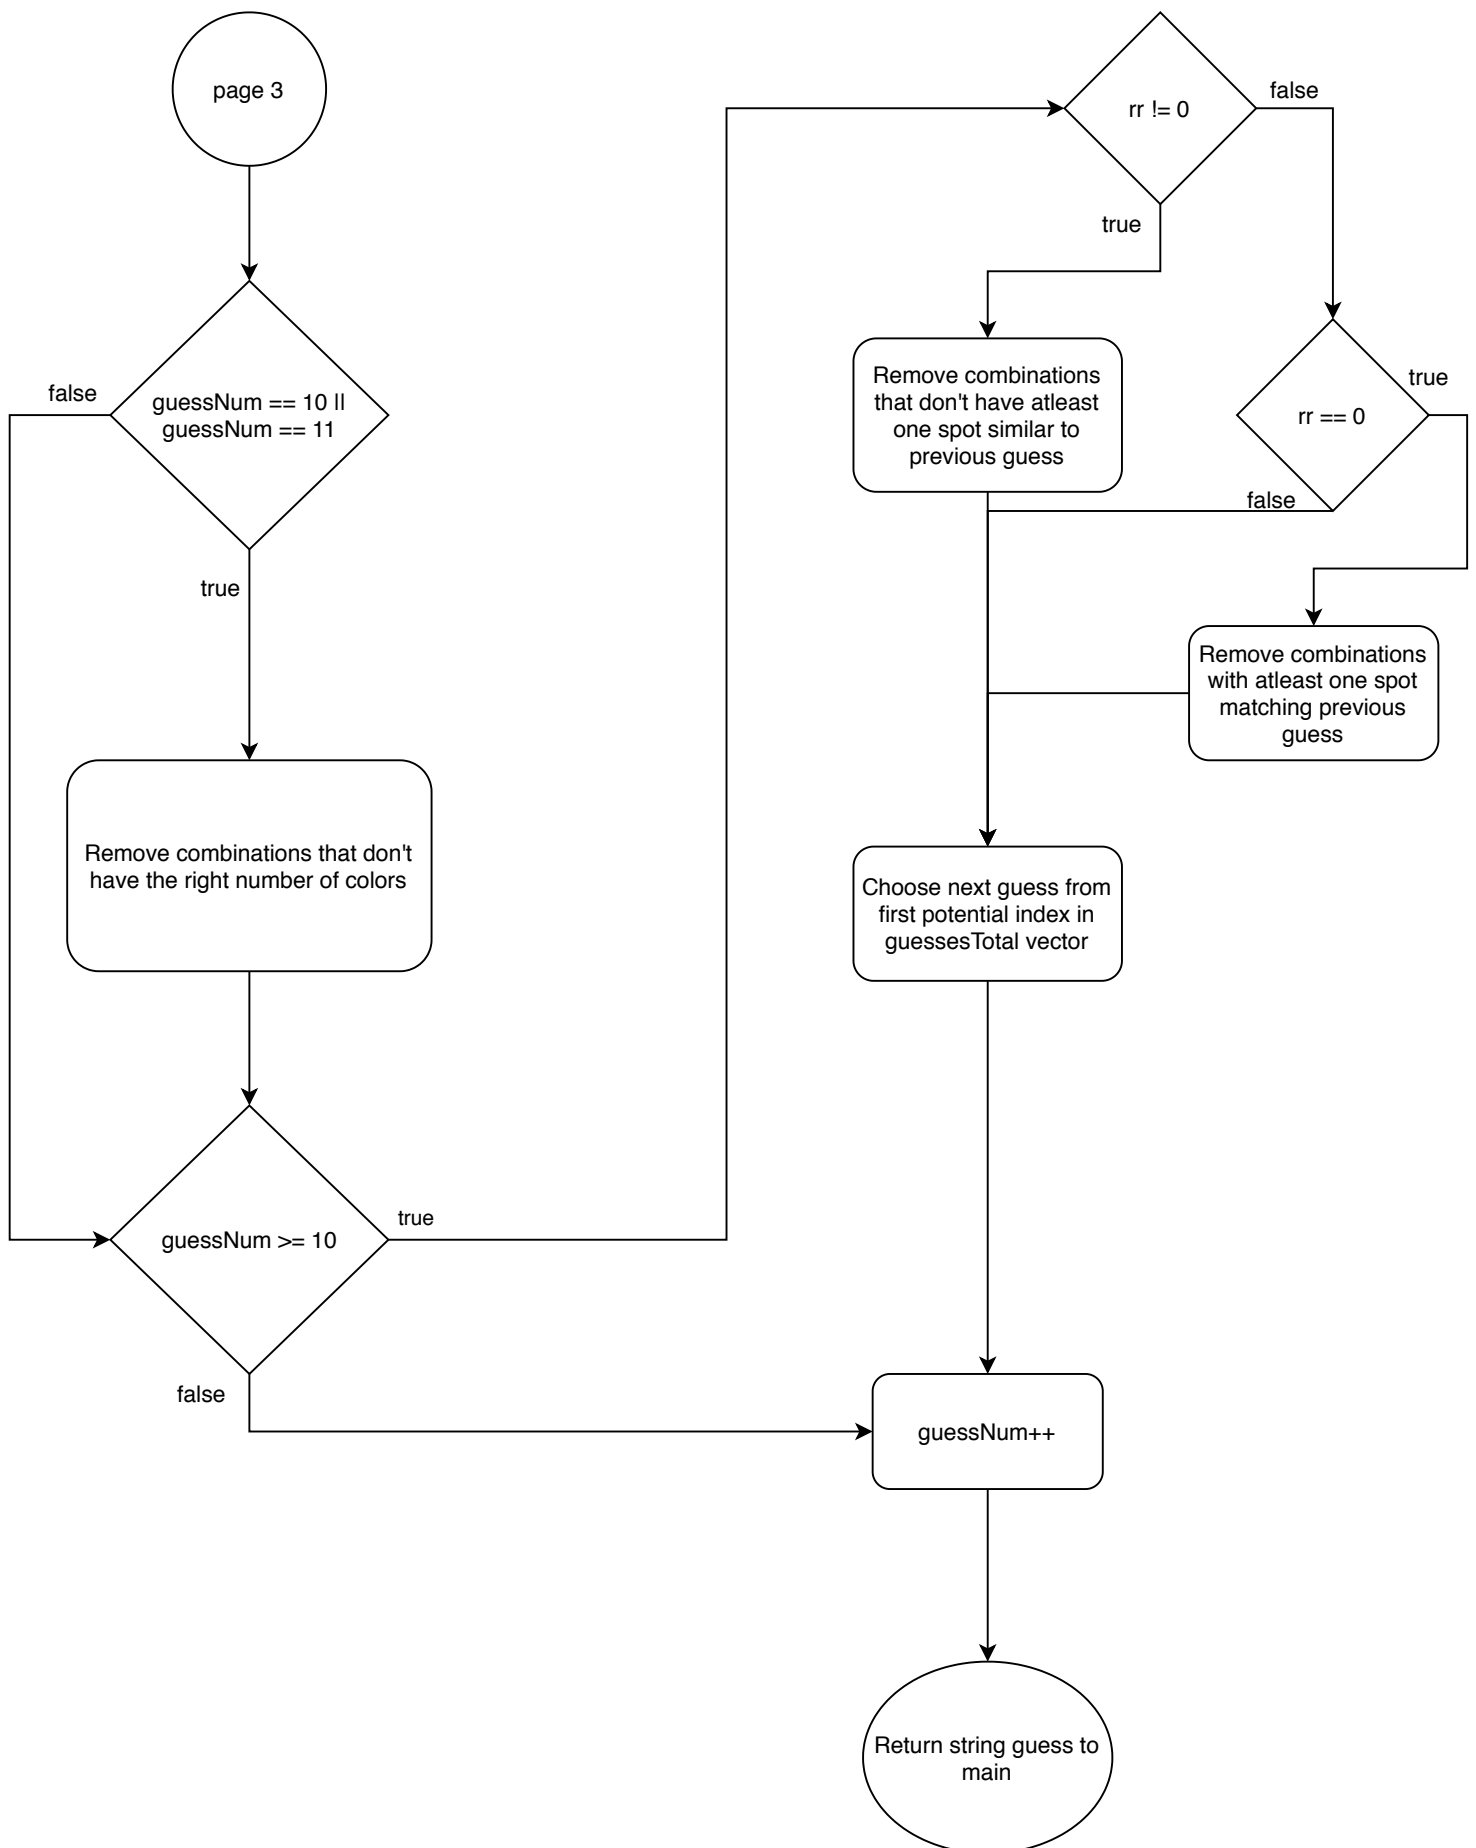 page 3
false
guessNum == 10 ||
guessNum == 11
true
Remove combinations that don't
have the right number of colors
guessNum >= 10
true
false
rr != 0
false
true
Remove combinations
that don't have atleast
one spot similar to
previous guess
rr == 0
true
false
Remove combinations
with atleast one spot
matching previous
guess
Choose next guess from
first potential index in
guessesTotal vector
guessNum++
Return string guess to
main